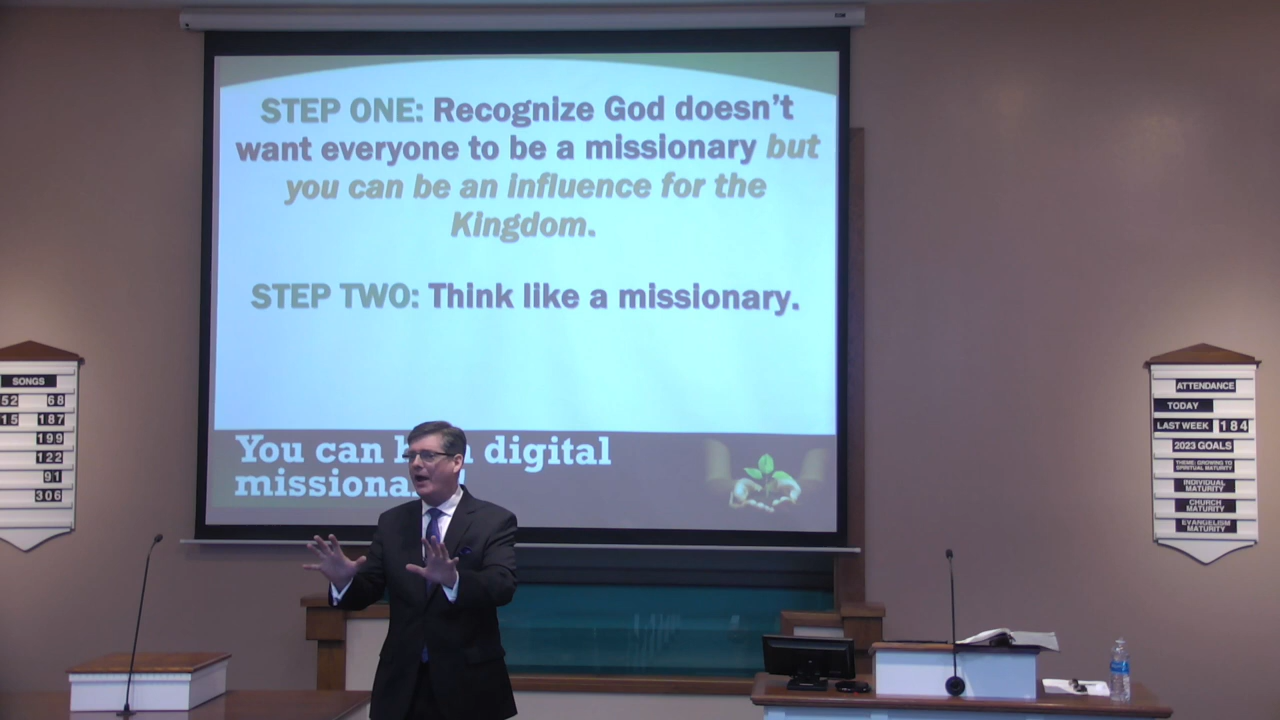 STEP ONE: Recognize God doesn't
want everyone to be a missionary but
you can be an influence for the
Kingdom.
STEP TWO: Think like a missionary.
You can digital
missiona
SONGS
52 68
15 187
199
122
91
306
ATTENDANCE
TODAY
LAST WEEK 184
2023 GOALS
THEME: GROWING TO
SPIRITUAL MATURITY
INDIVIDUAL
MATURITY
CHURCH
MATURITY
EVANGELISM
MATURITY